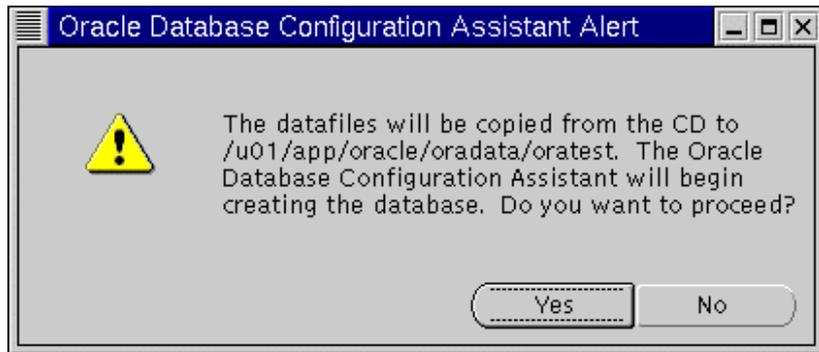 Oracle Database Configuration Assistant Alert
The datafiles will be copied from the CD to
/u01/app/oracle/oradata/oratest. The Oracle
Database Configuration Assistant will begin
creating the database. Do you want to proceed?
Yes No